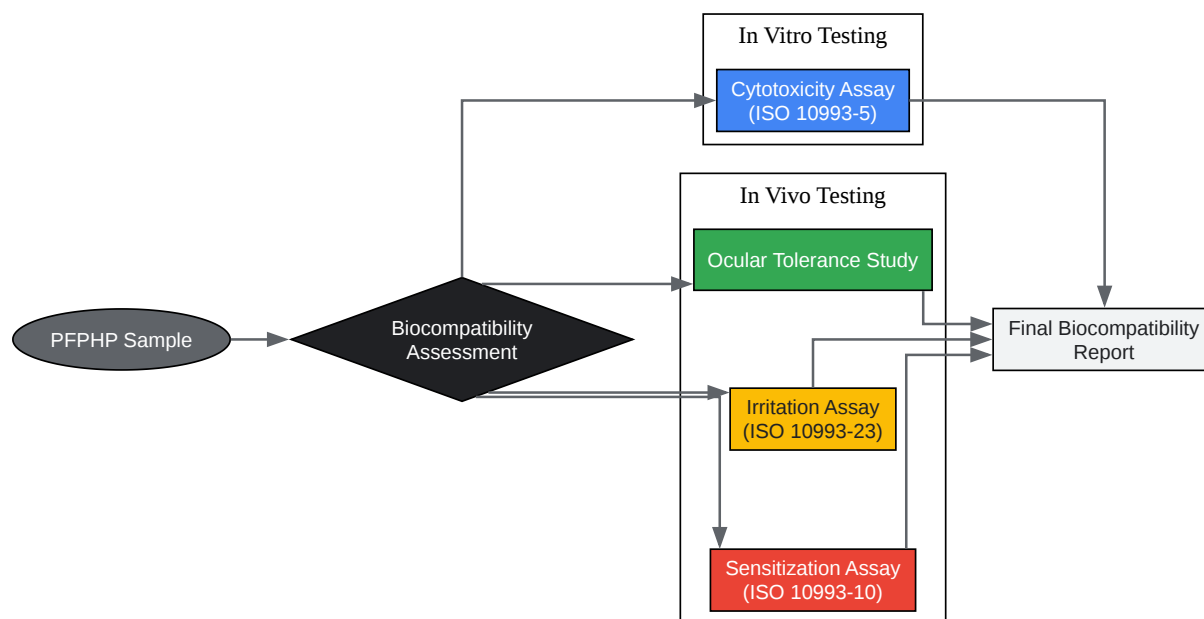 In Vitro Testing
Cytotoxicity Assay
(ISO 10993-5)
In Vivo Testing
Ocular Tolerance Study
PFPHP Sample
Biocompatibility
Assessment
Final Biocompatibility
Report
Irritation Assay
(ISO 10993-23)
Sensitization Assay
(ISO 10993-10)